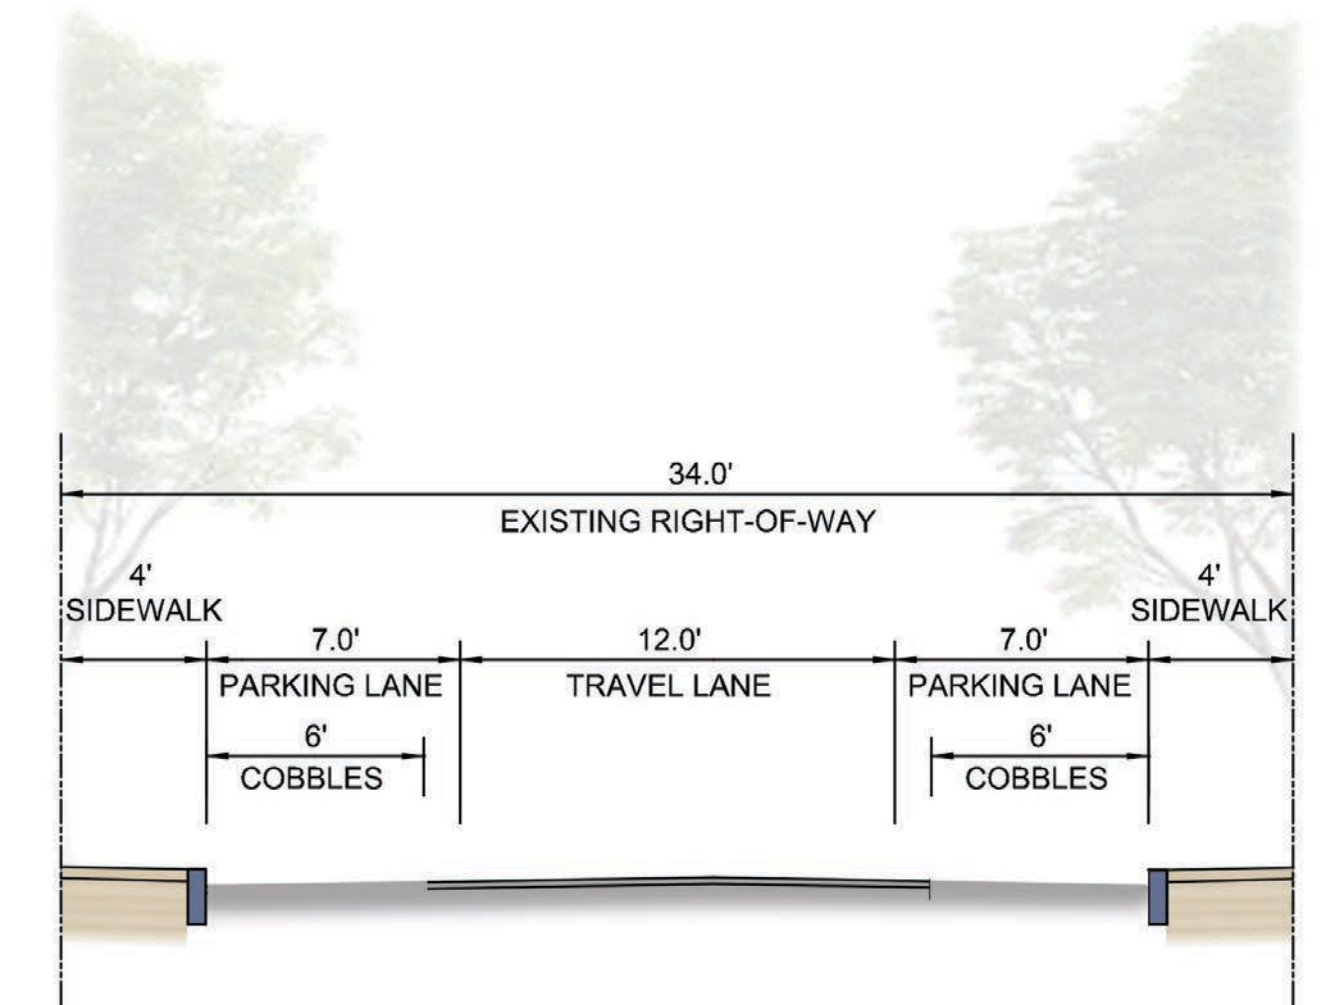 34.0'
EXISTING RIGHT-OF-WAY
4'
SIDEWALK
4'
SIDEWALK
7.0'
PARKING LANE
12.0'
TRAVEL LANE
7.0'
PARKING LANE
6'
COBBLES
6'
COBBLES